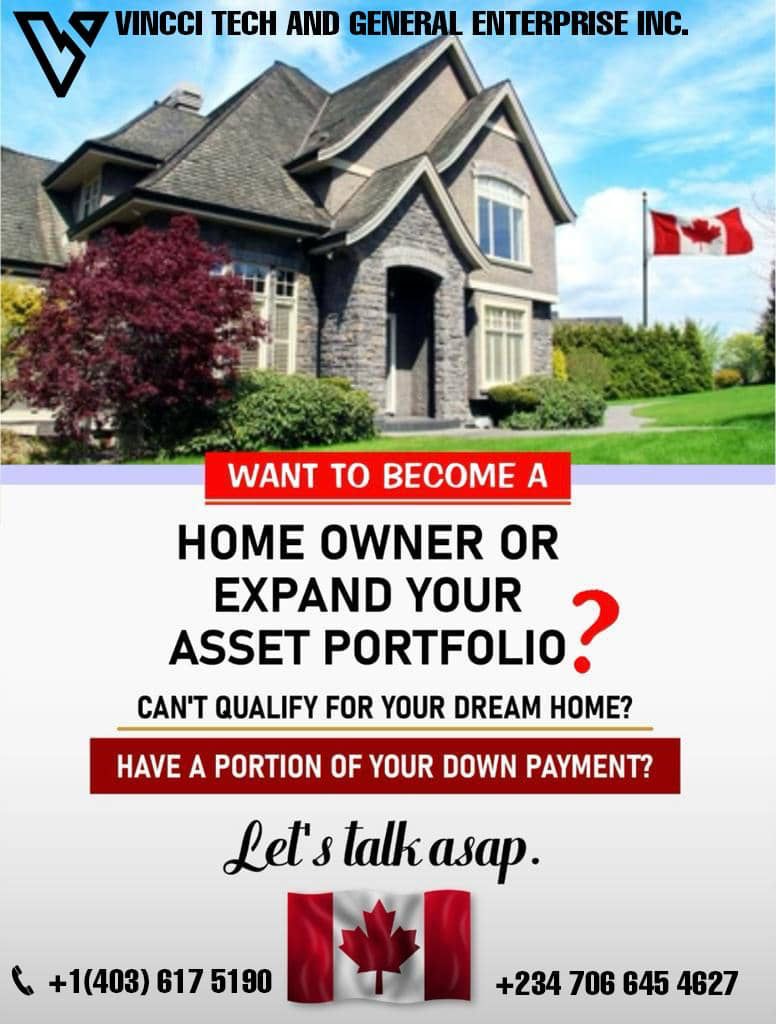 VINCCI TECH AND GENERAL ENTERPRISE INC.
WANT TO BECOME A
HOME OWNER OR
EXPAND YOUR
ASSET PORTFOLIO?
CAN'T QUALIFY FOR YOUR DREAM HOME?
HAVE A PORTION OF YOUR DOWN PAYMENT?
Let's talk asap.
+1(403) 617 5190
+234 706 645 4627